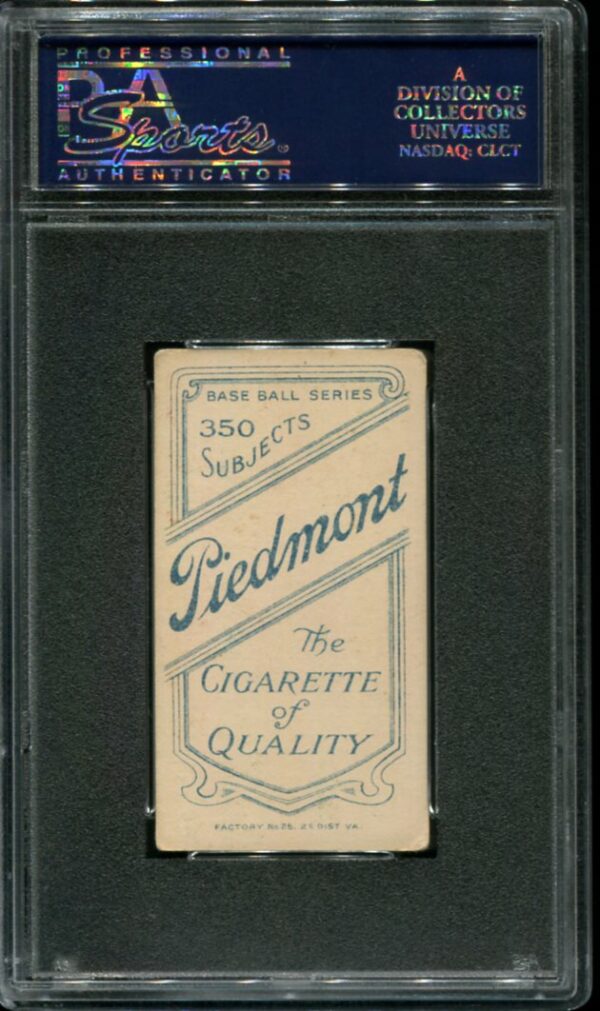 PROFESSIONAL
PSA
Sports®
AUTHENTICATOR
A
DIVISION OF
COLLECTORS
UNIVERSE
NASDAQ: CLCT
BASE BALL SERIES
350
SUBJECTS
Piedmont
The
CIGARETTE
of
QUALITY
FACTORY No 25, 2d DIST VA.